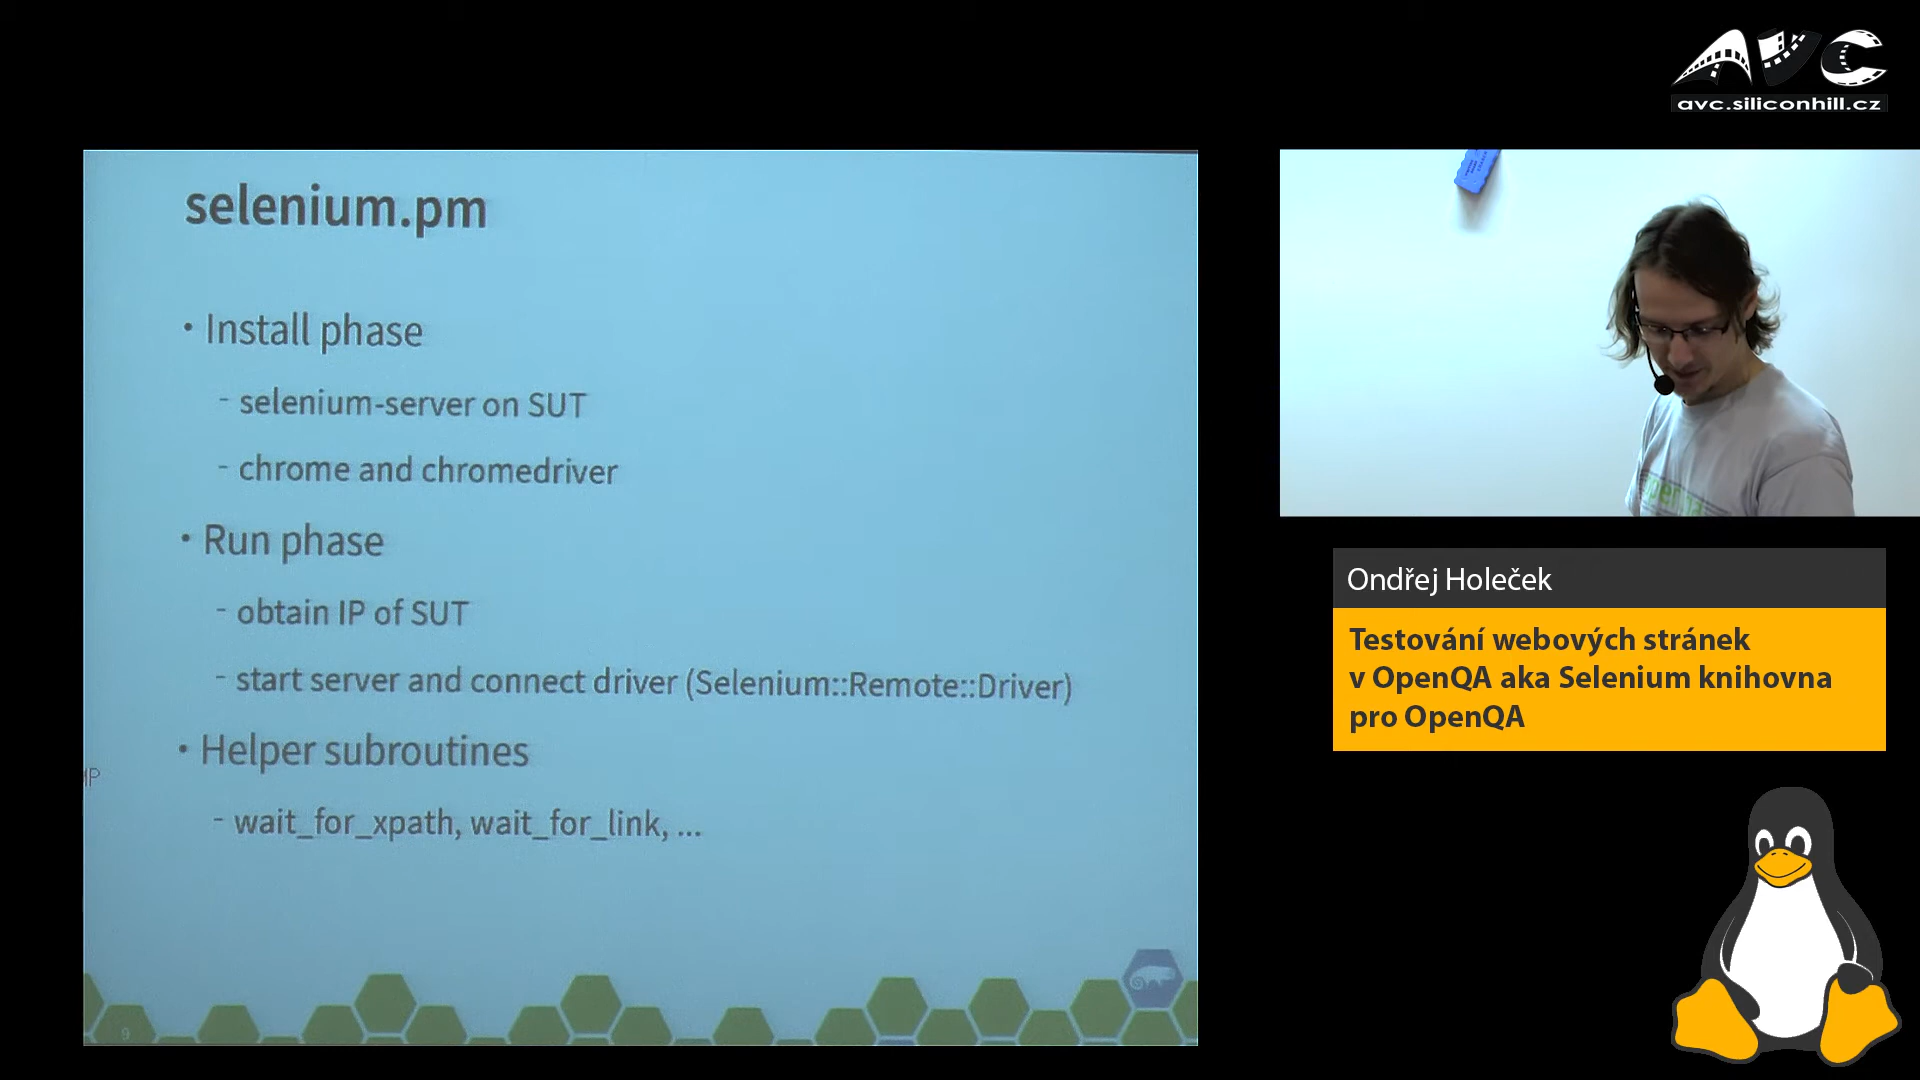 AVC
avc.siliconhill.cz
selenium.pm
• Install phase
- selenium-server on SUT
- chrome and chromedriver
• Run phase
- obtain IP of SUT
- start server and connect driver (Selenium::Remote::Driver)
• Helper subroutines
- wait_for_xpath, wait_for_link, ...
9
Ondřej Holeček
Testování webových stránek
v OpenQA aka Selenium knihovna
pro OpenQA